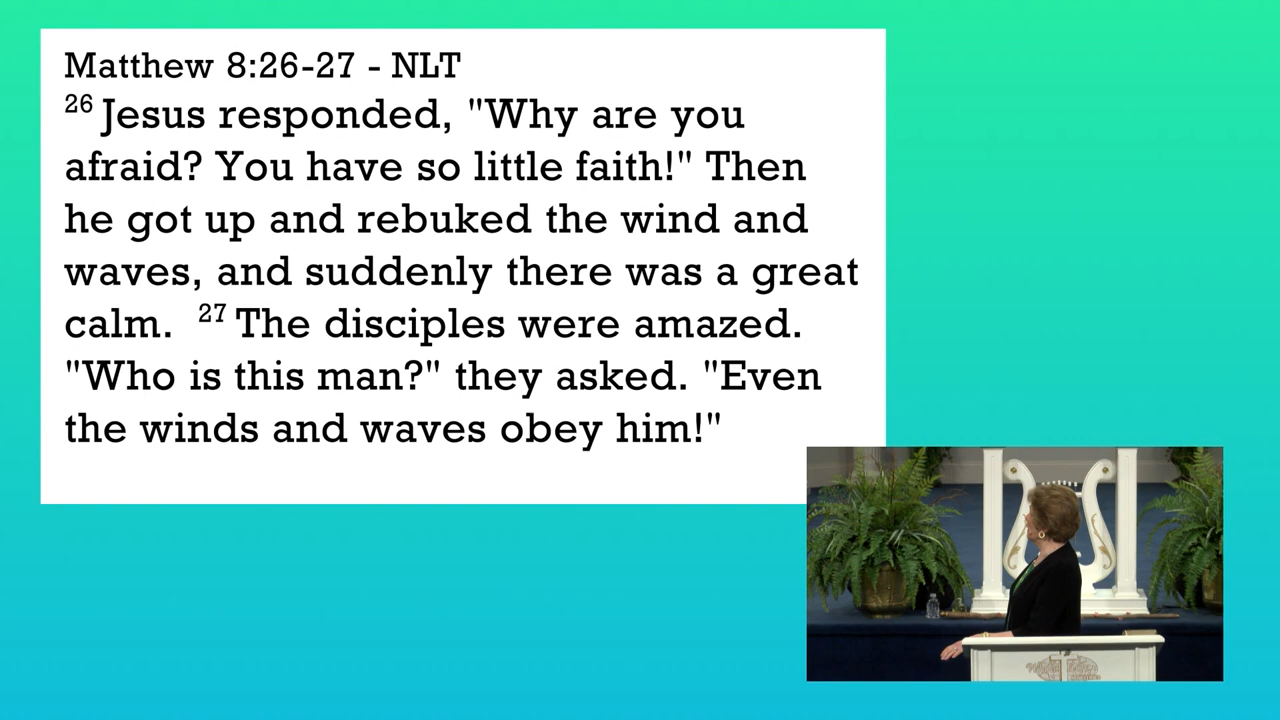 Matthew 8:26-27 - NLT
26 Jesus responded, "Why are you
afraid? You have so little faith!" Then
he got up and rebuked the wind and
waves, and suddenly there was a great
calm. 27 The disciples were amazed.
"Who is this man?" they asked. "Even
the winds and waves obey him!"